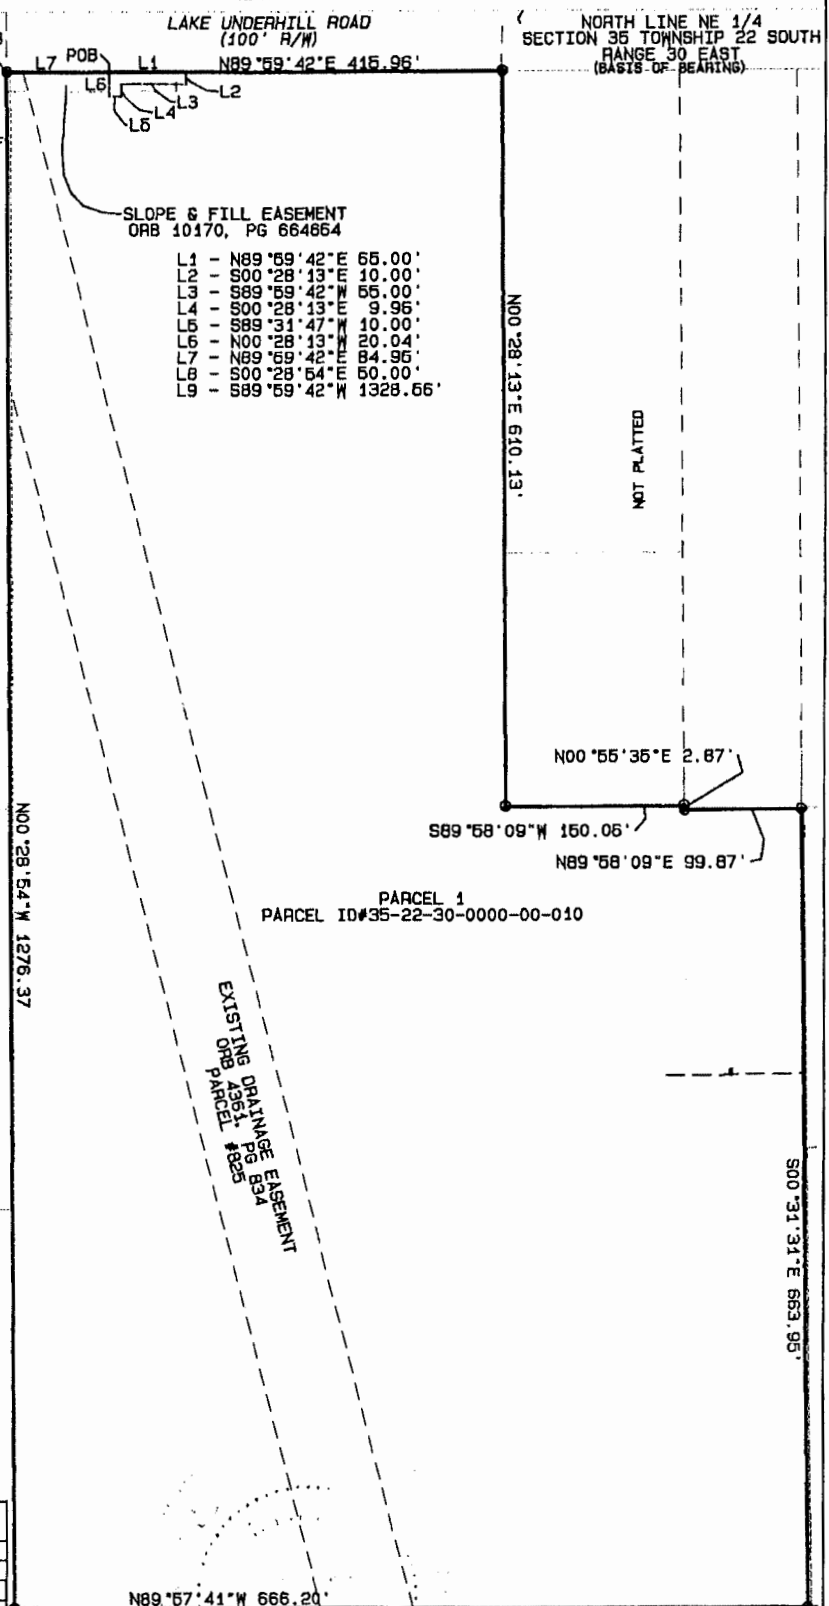 LAKE UNDERHILL ROAD
(100' R/W)
NORTH LINE NE 1/4
SECTION 35 TOWNSHIP 22 SOUTH
RANGE 30 EAST
(BASIS OF BEARING)
L7 POB L1 N89°59'42"E 415.96'
L6 L2
L3
L4
L5
SLOPE & FILL EASEMENT
ORB 10170, PG 664664
L1 - N89°59'42"E 65.00'
L2 - S00°28'13"E 10.00'
L3 - S89°59'42"W 55.00'
L4 - S00°28'13"E 9.96'
L5 - S89°31'47"W 10.00'
L6 - N00°28'13"W 20.04'
L7 - N89°59'42"E 84.96'
L8 - S00°28'54"E 50.00'
L9 - S89°59'42"W 1328.66'
N00°28'13"E 610.13'
NOT PLATTED
N00°55'35"E 2.87'
S89°58'09"W 150.06'
N89°58'09"E 99.87'
N00°28'54"W 1276.37
PARCEL 1
PARCEL ID#35-22-30-0000-00-010
EXISTING DRAINAGE EASEMENT
ORB 4361, PG 834
PARCEL #825
S00°31'31"E 663.95'
N89°57'41"W 666.20'